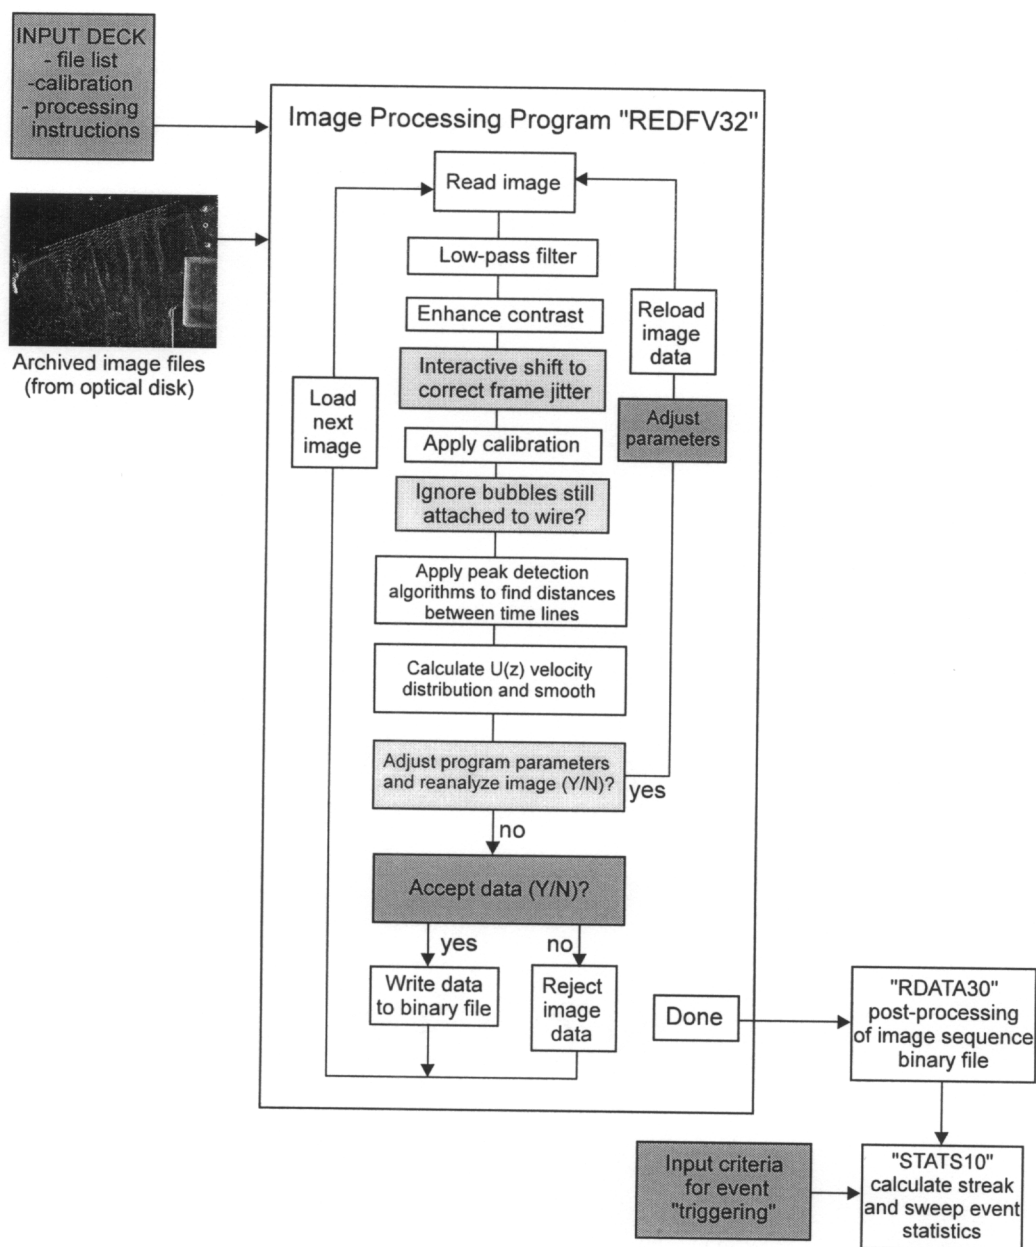 INPUT DECK
- file list
-calibration
- processing
instructions
Image Processing Program "REDFV32"
Read image
Low-pass filter
Enhance contrast
Reload
image
data
Archived image files
(from optical disk)
Interactive shift to
correct frame jitter
Load
next
image
Adjust
parameters
Apply calibration
Ignore bubbles still
attached to wire?
Apply peak detection
algorithms to find distances
between time lines
Calculate U(z) velocity
distribution and smooth
Adjust program parameters
and reanalyze image (Y/N)?
yes
no
Accept data (Y/N)?
yes
no
Write data
to binary file
Reject
image
data
Done
"RDATA30"
post-processing
of image sequence
binary file
Input criteria
for event
"triggering"
"STATS10"
calculate streak
and sweep event
statistics